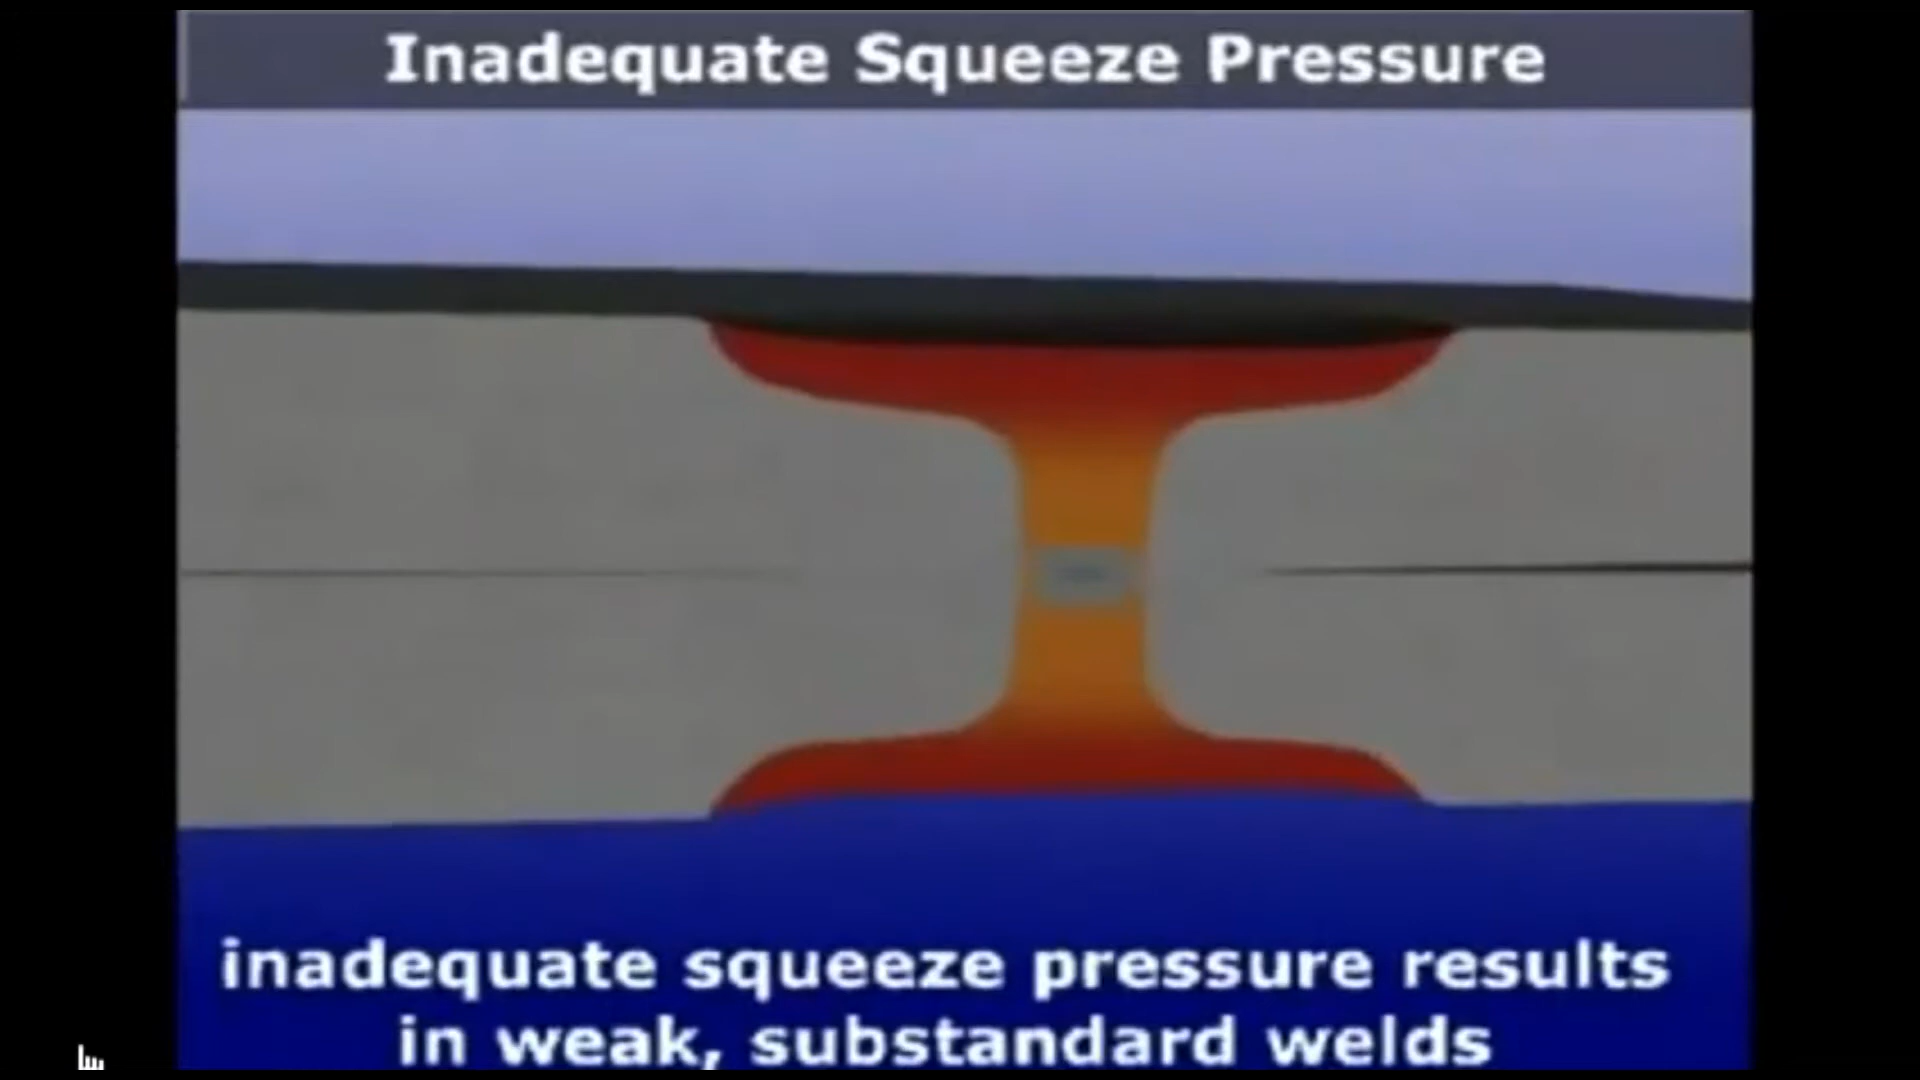 Inadequate Squeeze Pressure
inadequate squeeze pressure results
in weak, substandard welds